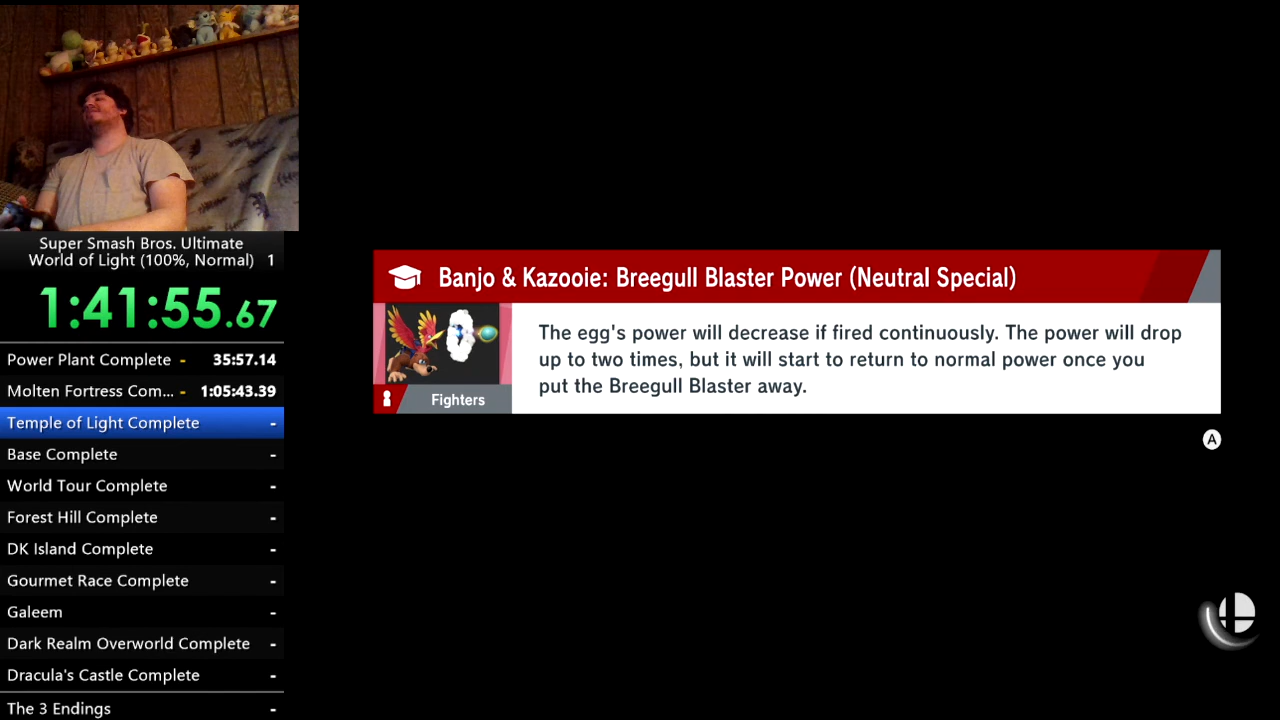 Super Smash Bros. Ultimate
World of Light (100%, Normal) 1
1:41:55.67
Power Plant Complete - 35:57.14
Molten Fortress Com... - 1:05:43.39
Temple of Light Complete -
Base Complete -
World Tour Complete -
Forest Hill Complete -
DK Island Complete -
Gourmet Race Complete -
Galeem -
Dark Realm Overworld Complete -
Dracula's Castle Complete -
The 3 Endings -
Banjo & Kazooie: Breegull Blaster Power (Neutral Special)
The egg's power will decrease if fired continuously. The power will drop
up to two times, but it will start to return to normal power once you
put the Breegull Blaster away.
Fighters
A